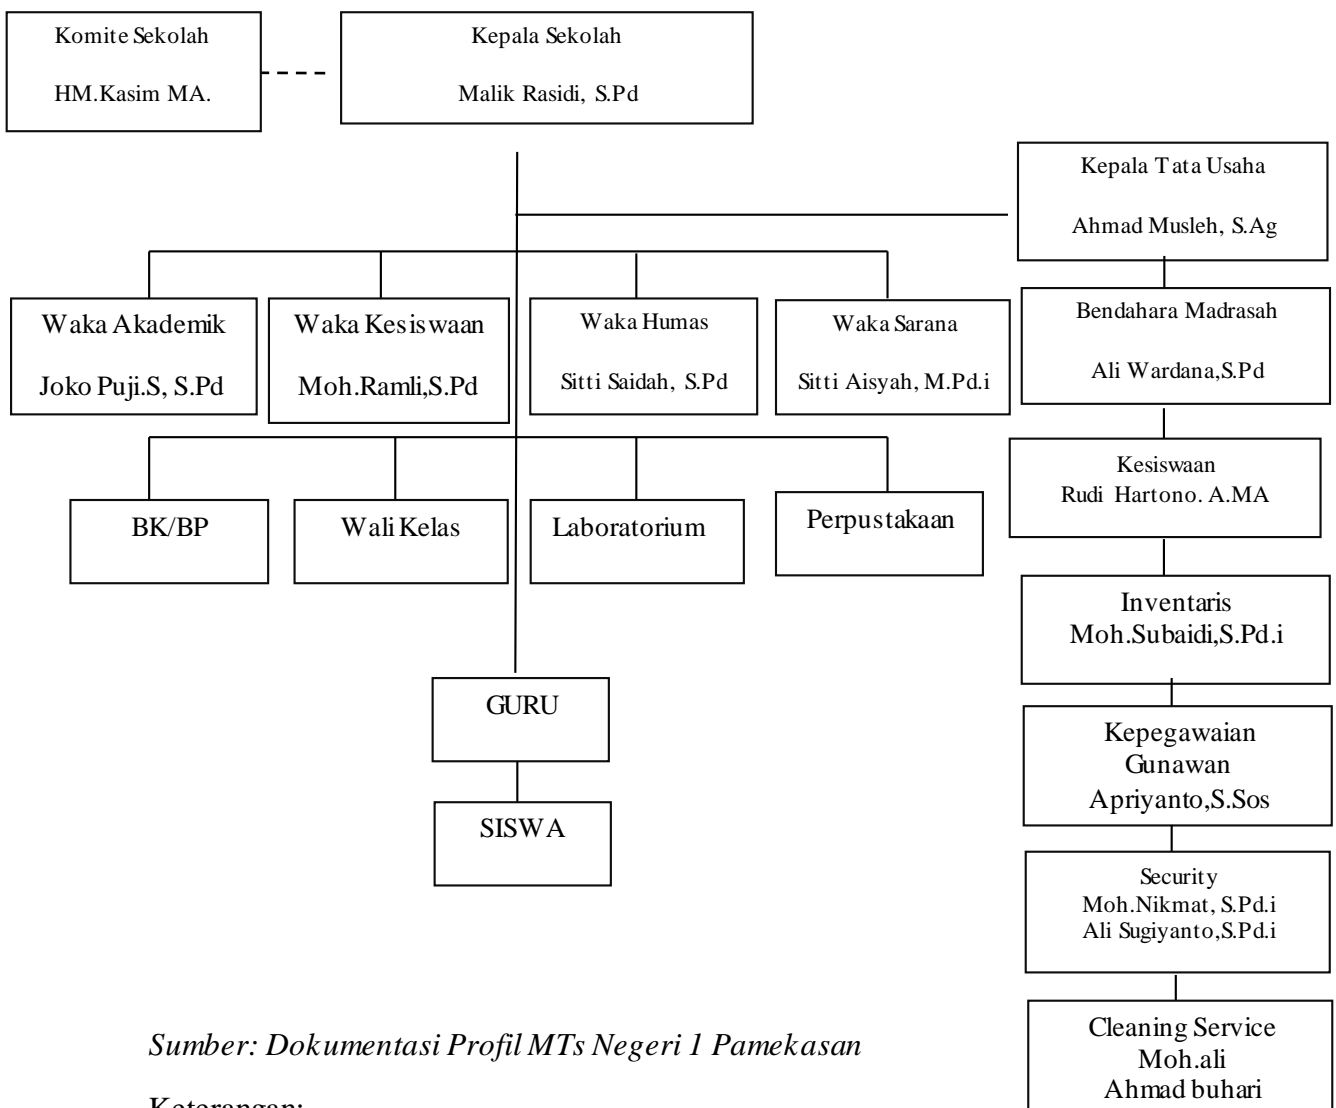 Komite Sekolah
HM.Kasim MA.
Kepala Sekolah
Malik Rasidi, S.Pd
Kepala Tata Usaha
Ahmad Musleh, S.Ag
Waka Akademik
Joko Puji.S, S.Pd
Waka Kesiswaan
Moh.Ramli,S.Pd
Waka Humas
Sitti Saidah, S.Pd
Waka Sarana
Sitti Aisyah, M.Pd.i
Bendahara Madrasah
Ali Wardana,S.Pd
Kesiswaan
Rudi Hartono. A.MA
BK/BP
Wali Kelas
Laboratorium
Perpustakaan
Inventaris
Moh.Subaidi,S.Pd.i
GURU
SISWA
Kepegawaian
Gunawan
Apriyanto,S.Sos
Security
Moh.Nikmat, S.Pd.i
Ali Sugiyanto,S.Pd.i
Cleaning Service
Moh.ali
Ahmad buhari
Sumber: Dokumentasi Profil MTs Negeri 1 Pamekasan
Keterangan: